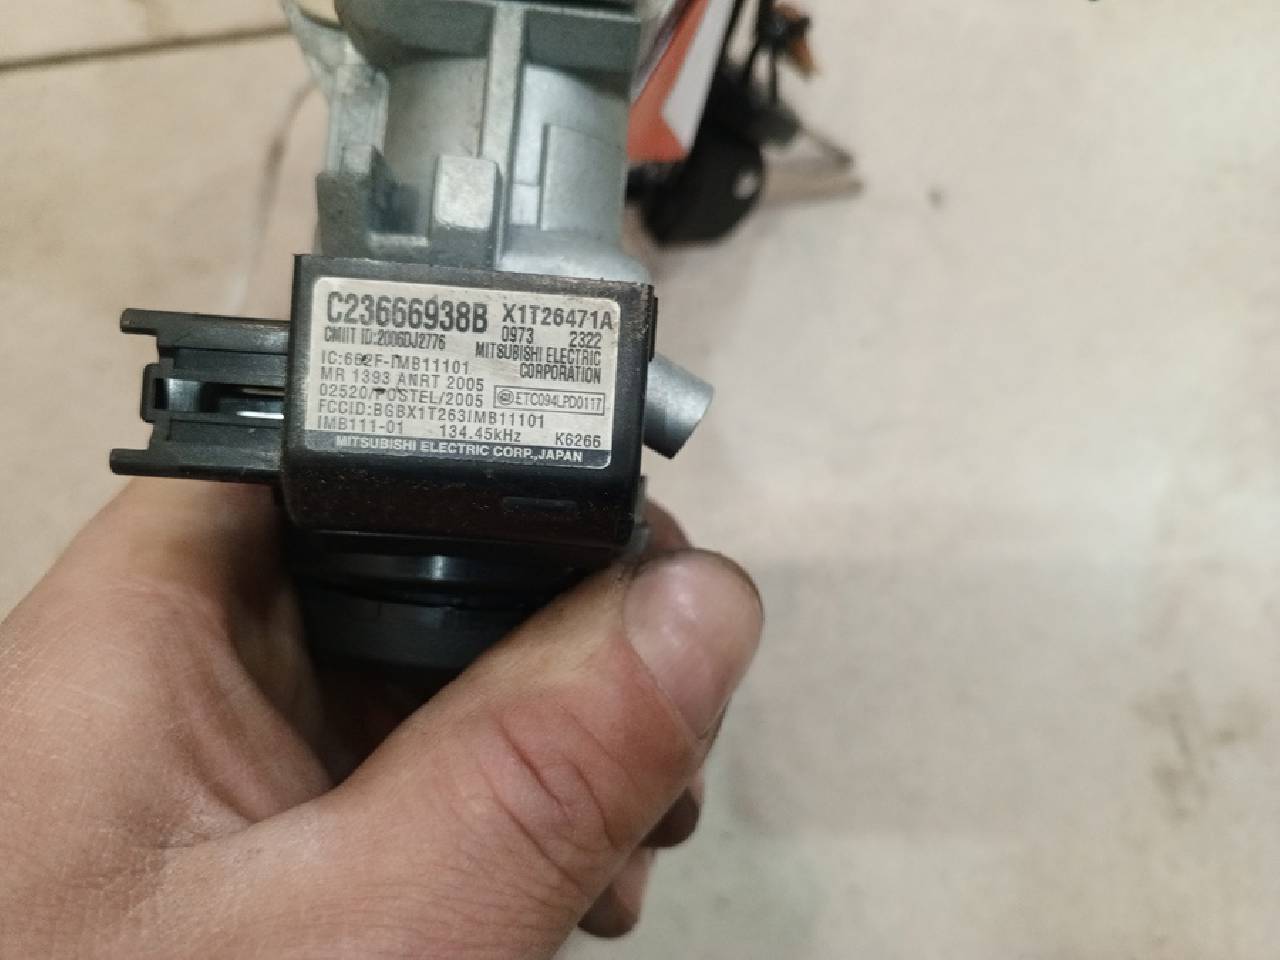 C23666938B X1T26471A
CMIIT ID:2006DJ2776 0973 2322
MITSUBISHI ELECTRIC
CORPORATION
IC:662F-IMB11101
MR 1393 ANRT 2005
02520/POSTEL/2005 ETC094LPD0117
FCCID:BGBX1T263IMB11101
IMB111-01 134.45kHz K6266
MITSUBISHI ELECTRIC CORP.,JAPAN